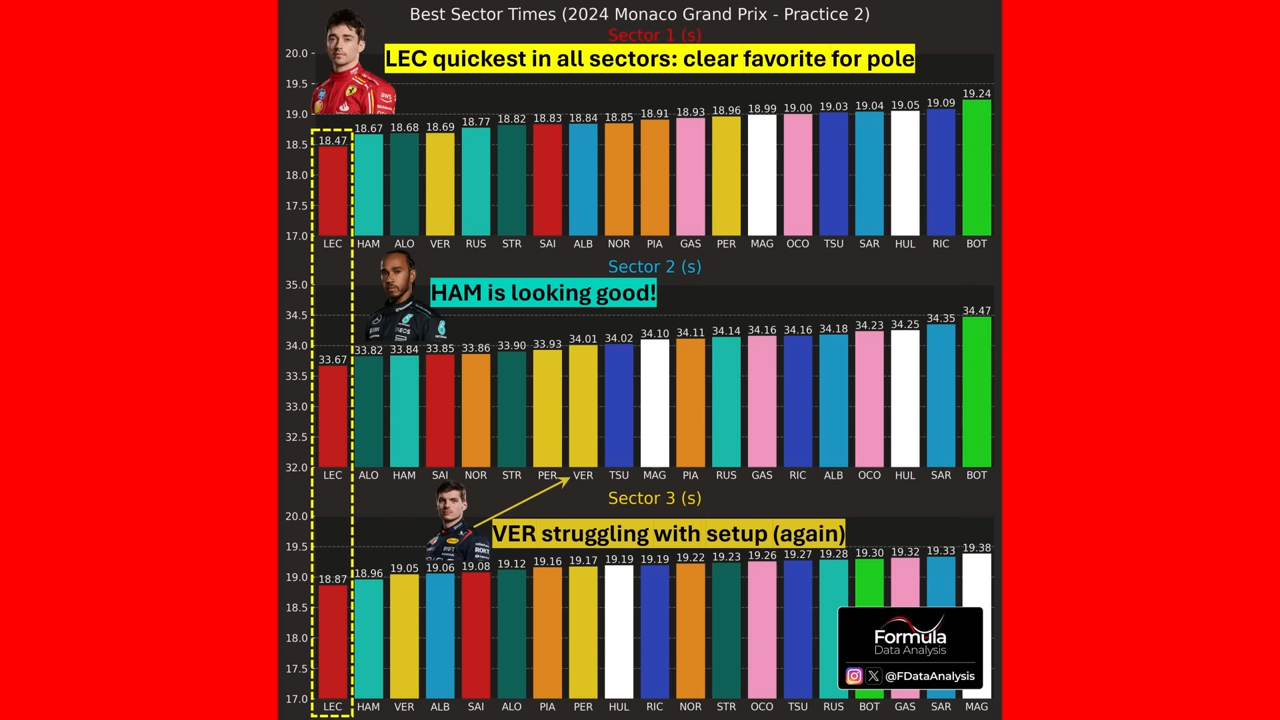 Best Sector Times (2024 Monaco Grand Prix - Practice 2)
Sector 1 (s)
LEC quickest in all sectors: clear favorite for pole
20.0
19.5
19.0
18.5
18.0
17.5
17.0
18.47 18.67 18.68 18.69 18.77 18.82 18.83 18.84 18.85 18.91 18.93 18.96 18.99 19.00 19.03 19.04 19.05 19.09 19.24
LEC HAM ALO VER RUS STR SAI ALB NOR PIA GAS PER MAG OCO TSU SAR HUL RIC BOT
Sector 2 (s)
HAM is looking good!
35.0
34.5
34.0
33.5
33.0
32.5
32.0
33.67 33.82 33.84 33.85 33.86 33.90 33.93 34.01 34.02 34.10 34.11 34.14 34.16 34.16 34.18 34.23 34.25 34.35 34.47
LEC ALO HAM SAI NOR STR PER VER TSU MAG PIA RUS GAS RIC ALB OCO HUL SAR BOT
Sector 3 (s)
VER struggling with setup (again)
20.0
19.5
19.0
18.5
18.0
17.5
17.0
18.87 18.96 19.05 19.06 19.08 19.12 19.16 19.17 19.19 19.19 19.22 19.23 19.26 19.27 19.28 19.30 19.32 19.33 19.38
LEC HAM VER ALB SAI ALO PIA PER HUL RIC NOR STR OCO TSU RUS BOT GAS SAR MAG
Formula
Data Analysis
@FDataAnalysis